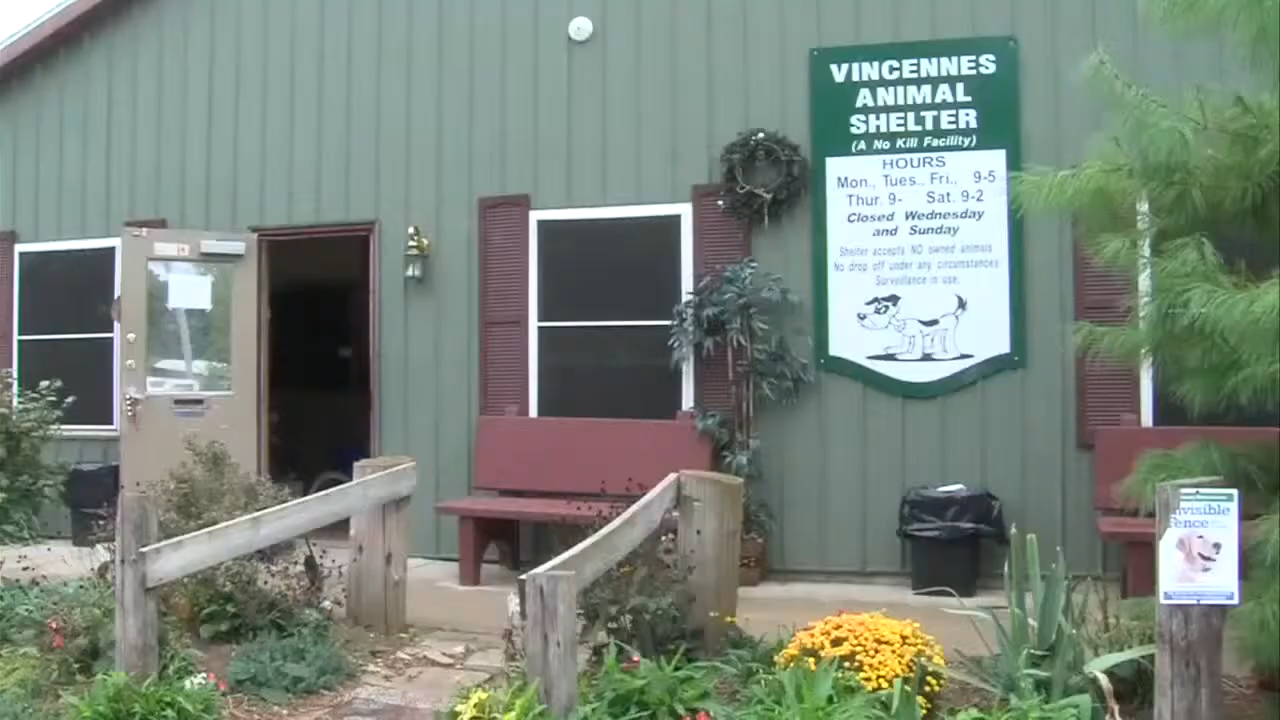 VINCENNES
ANIMAL
SHELTER
(A No Kill Facility)
HOURS
Mon., Tues., Fri., 9-5
Thur. 9- Sat. 9-2
Closed Wednesday
and Sunday
Shelter accepts NO owned animals
No drop off under any circumstances
Surveillance in use.
Invisible
Fence